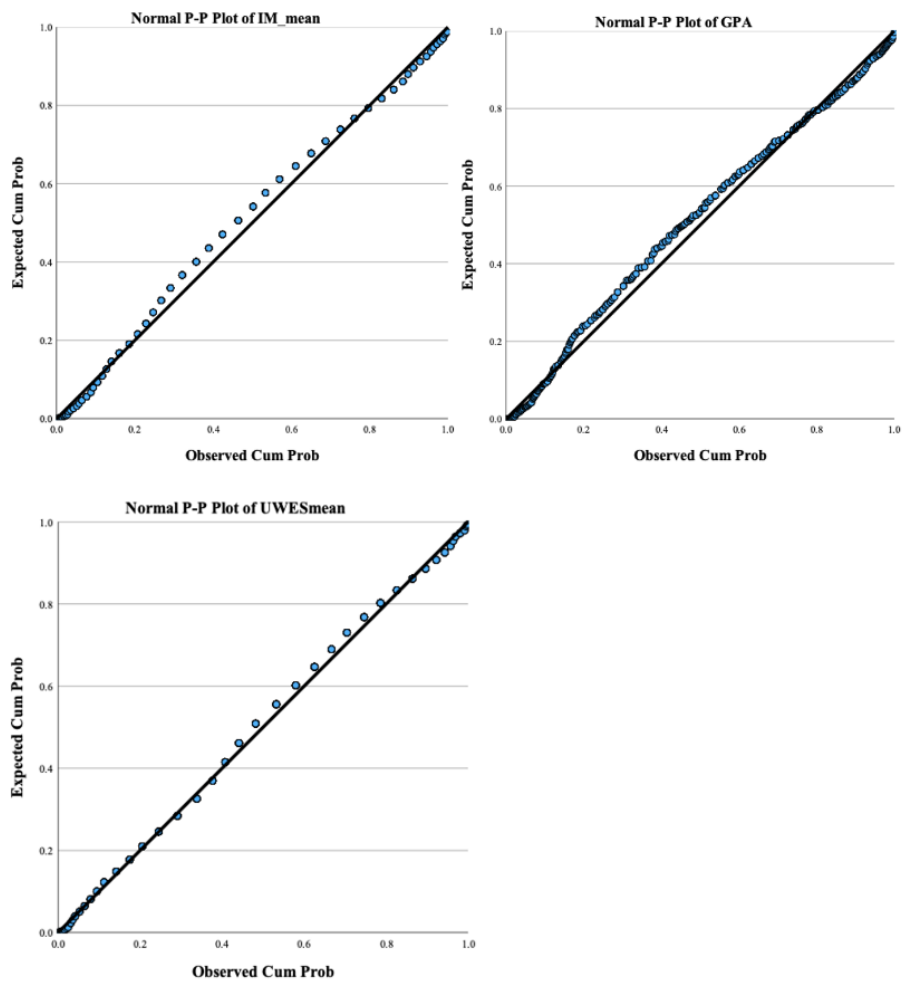 Normal P-P Plot of IM_mean
Expected Cum Prob
1.0
0.8
0.6
0.4
0.2
0.0
0.0 0.2 0.4 0.6 0.8 1.0
Observed Cum Prob
Normal P-P Plot of GPA
Expected Cum Prob
1.0
0.8
0.6
0.4
0.2
0.0
0.0 0.2 0.4 0.6 0.8 1.0
Observed Cum Prob
Normal P-P Plot of UWESmean
Expected Cum Prob
1.0
0.8
0.6
0.4
0.2
0.0
0.0 0.2 0.4 0.6 0.8 1.0
Observed Cum Prob